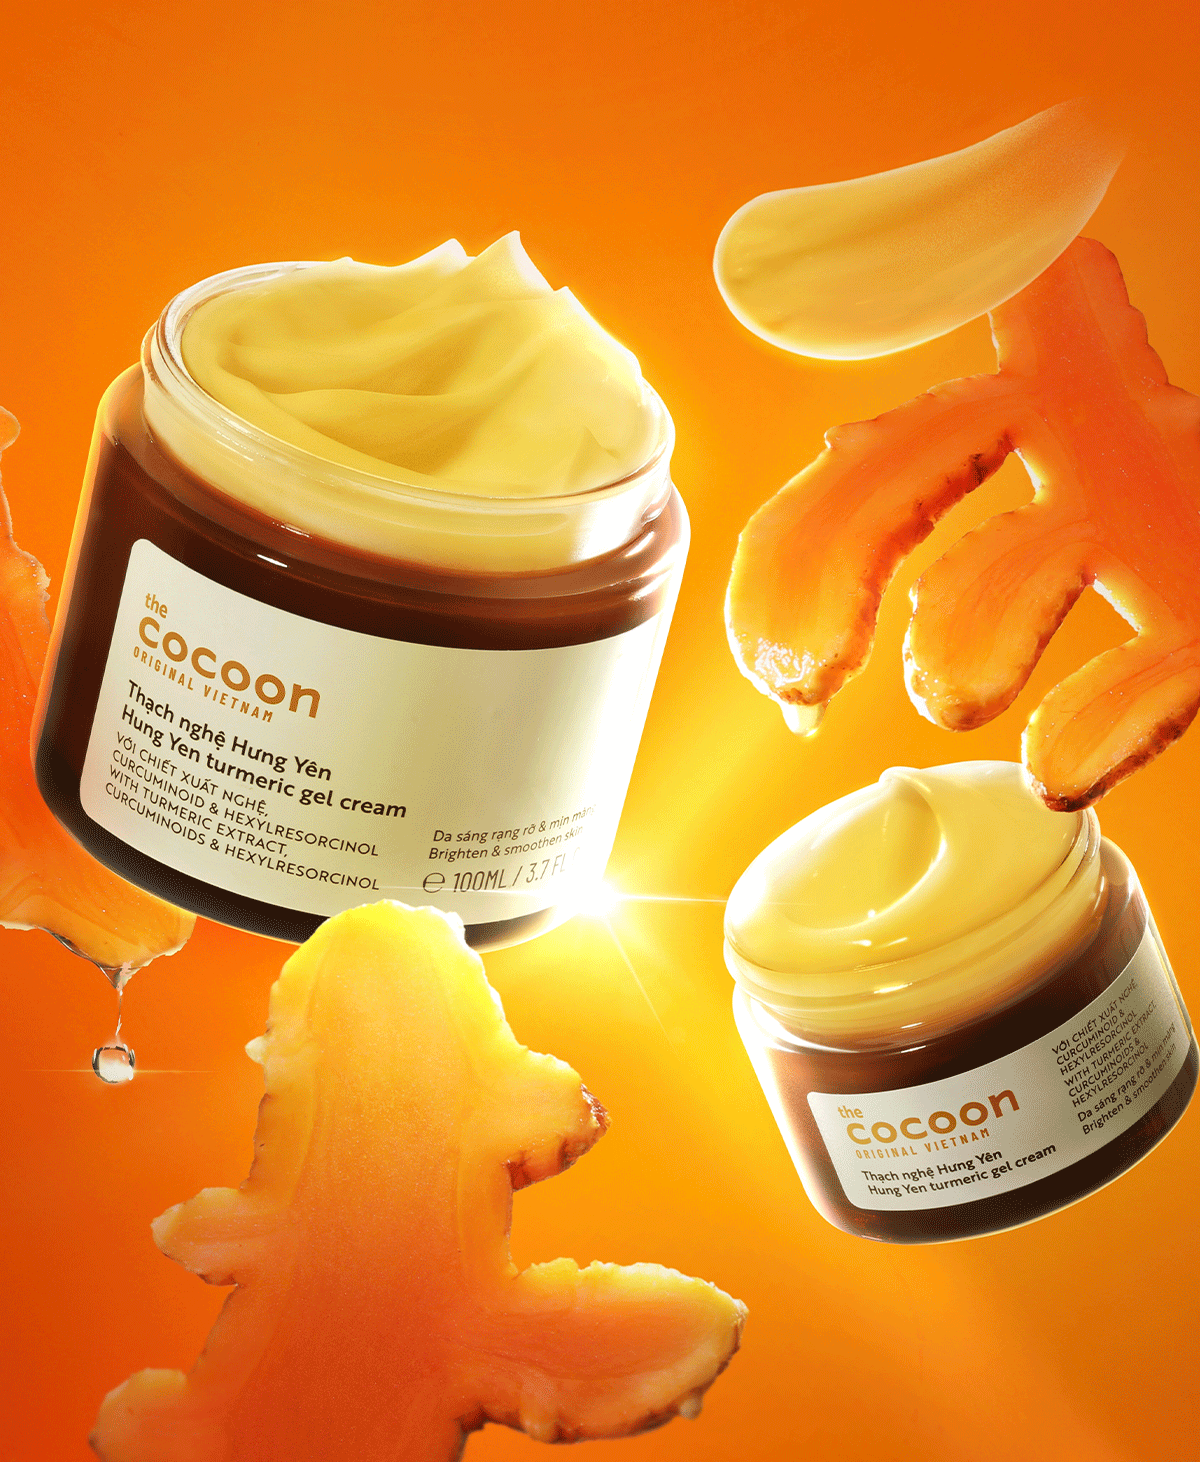 the
cocoon
ORIGINAL VIETNAM
Thạch nghệ Hưng Yên
Hung Yen turmeric gel cream
VỚI CHIẾT XUẤT NGHỆ,
CURCUMINOID & HEXYLRESORCINOL
WITH TURMERIC EXTRACT,
CURCUMINOIDS & HEXYLRESORCINOL
Da sáng rạng rỡ & mịn màng
Brighten & smoothen skin
℮ 100ML / 3.7 FL
the
cocoon
ORIGINAL VIETNAM
Thạch nghệ Hưng Yên
Hung Yen turmeric gel cream
VỚI CHIẾT XUẤT NGHỆ,
CURCUMINOID &
HEXYLRESORCINOL
WITH TURMERIC EXTRACT,
CURCUMINOIDS &
HEXYLRESORCINOL
Da sáng rạng rỡ & mịn màng
Brighten & smoothen skin